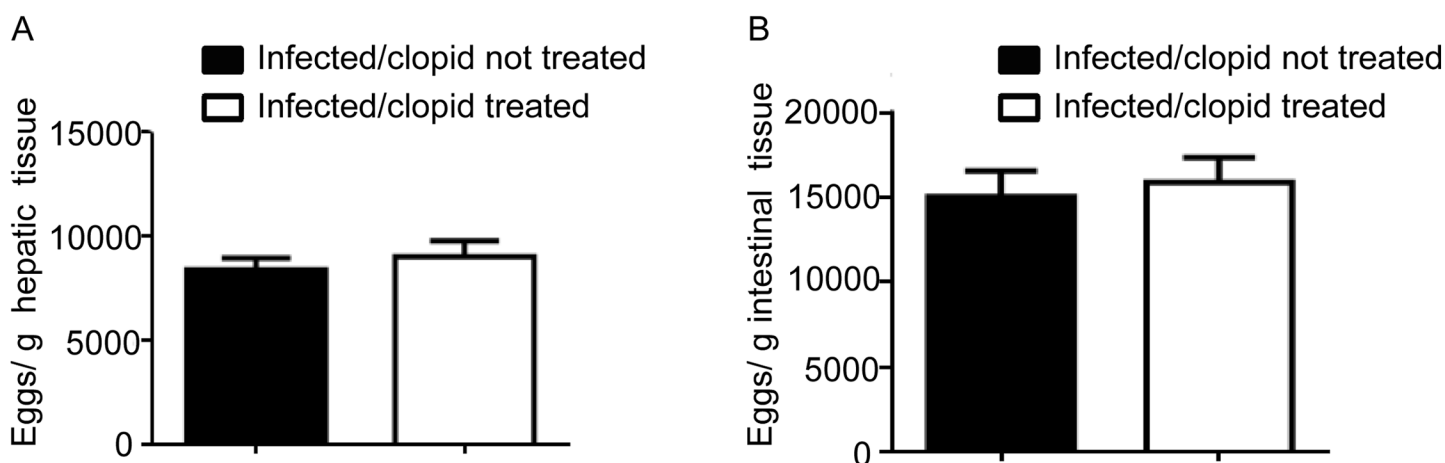 A
Infected/clopid not treated
Infected/clopid treated
Eggs/ g hepatic tissue
15000
10000
5000
0
B
Infected/clopid not treated
Infected/clopid treated
Eggs/ g intestinal tissue
20000
15000
10000
5000
0